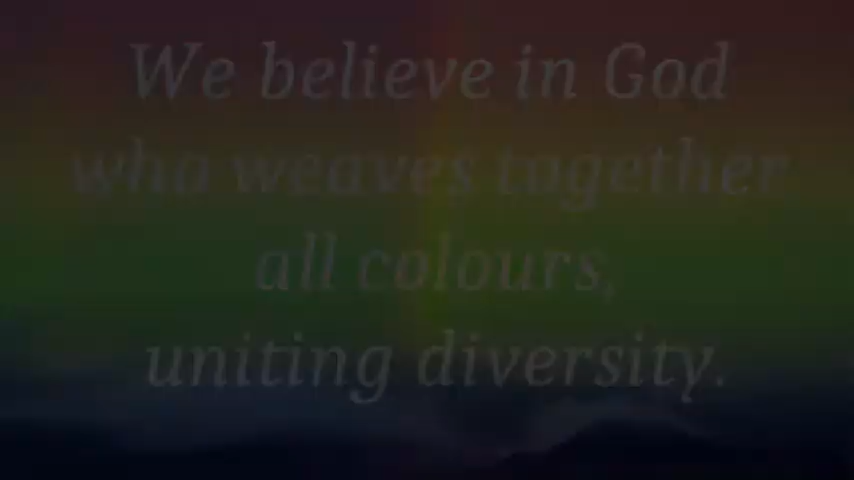 We believe in God
who weaves together
all colours,
uniting diversity.